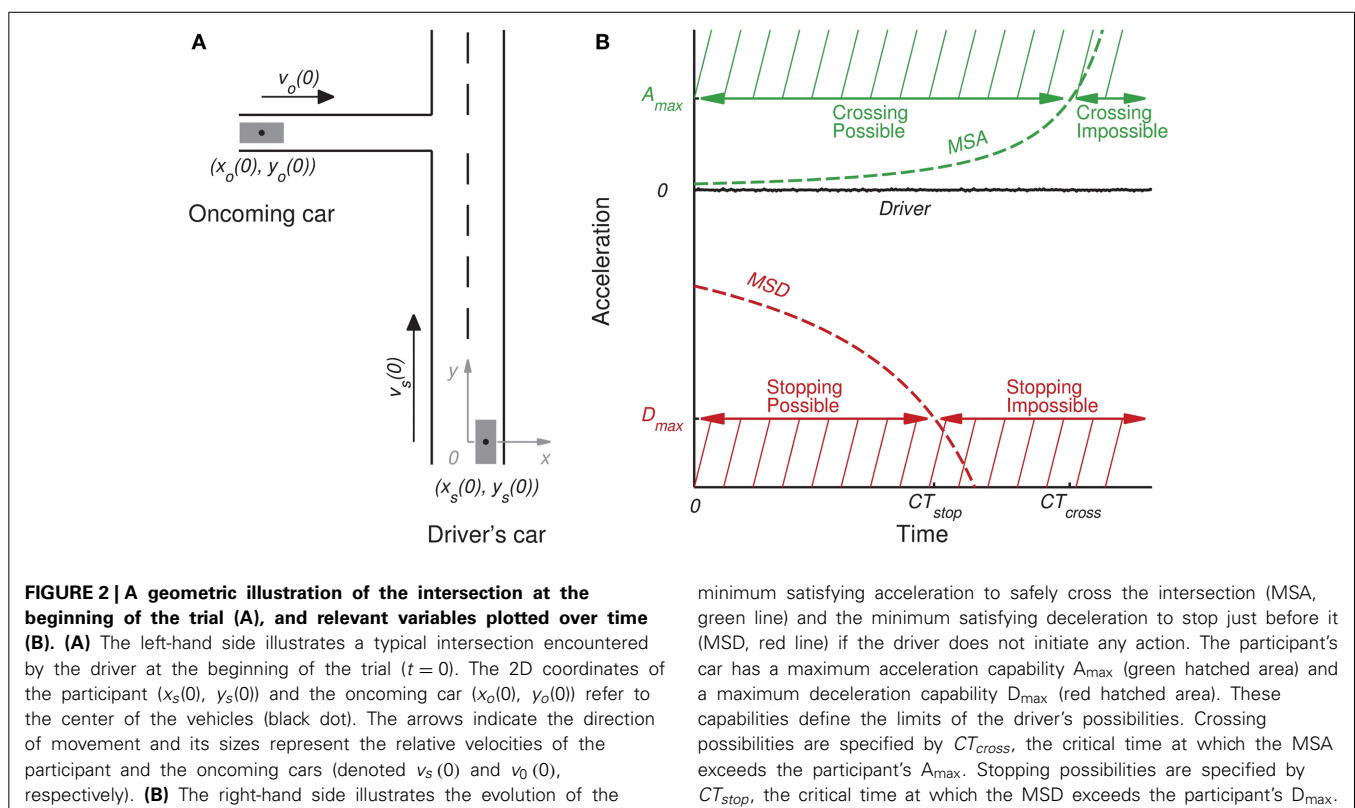 A
v_o(0)
(x_o(0), y_o(0))
Oncoming car
v_s(0)
y
0
x
(x_s(0), y_s(0))
Driver's car
B
A_max
Crossing
Possible
Crossing
Impossible
MSA
0
Driver
Acceleration
MSD
Stopping
Possible
Stopping
Impossible
D_max
0
CT_stop
CT_cross
Time
FIGURE 2 | A geometric illustration of the intersection at the
beginning of the trial (A), and relevant variables plotted over time
(B). (A) The left-hand side illustrates a typical intersection encountered
by the driver at the beginning of the trial (t = 0). The 2D coordinates of
the participant (x_s(0), y_s(0)) and the oncoming car (x_o(0), y_o(0)) refer to
the center of the vehicles (black dot). The arrows indicate the direction
of movement and its sizes represent the relative velocities of the
participant and the oncoming cars (denoted v_s(0) and v_0(0),
respectively). (B) The right-hand side illustrates the evolution of the
minimum satisfying acceleration to safely cross the intersection (MSA,
green line) and the minimum satisfying deceleration to stop just before it
(MSD, red line) if the driver does not initiate any action. The participant's
car has a maximum acceleration capability A_max (green hatched area) and
a maximum deceleration capability D_max (red hatched area). These
capabilities define the limits of the driver's possibilities. Crossing
possibilities are specified by CT_cross, the critical time at which the MSA
exceeds the participant's A_max. Stopping possibilities are specified by
CT_stop, the critical time at which the MSD exceeds the participant's D_max.